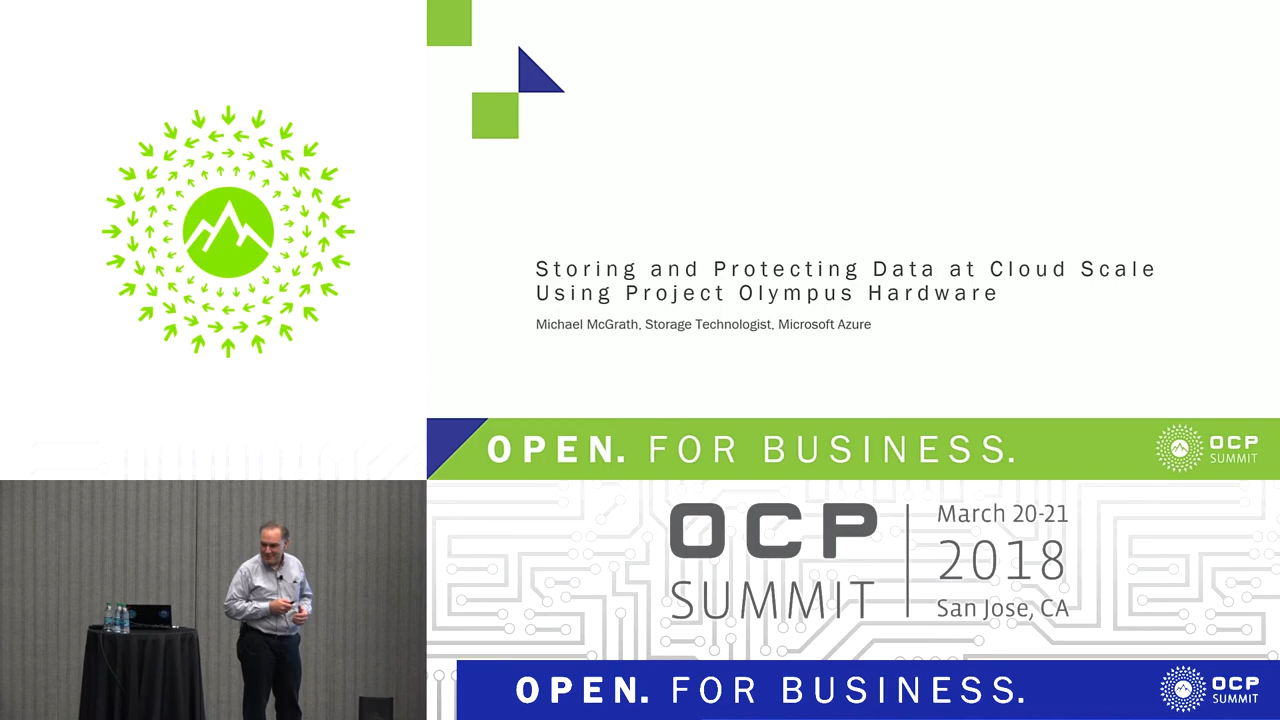 Storing and Protecting Data at Cloud Scale
Using Project Olympus Hardware
Michael McGrath, Storage Technologist, Microsoft Azure
OPEN. FOR BUSINESS.
OCP
SUMMIT
OCP
SUMMIT
March 20-21
2018
San Jose, CA
OPEN. FOR BUSINESS.
OCP
SUMMIT